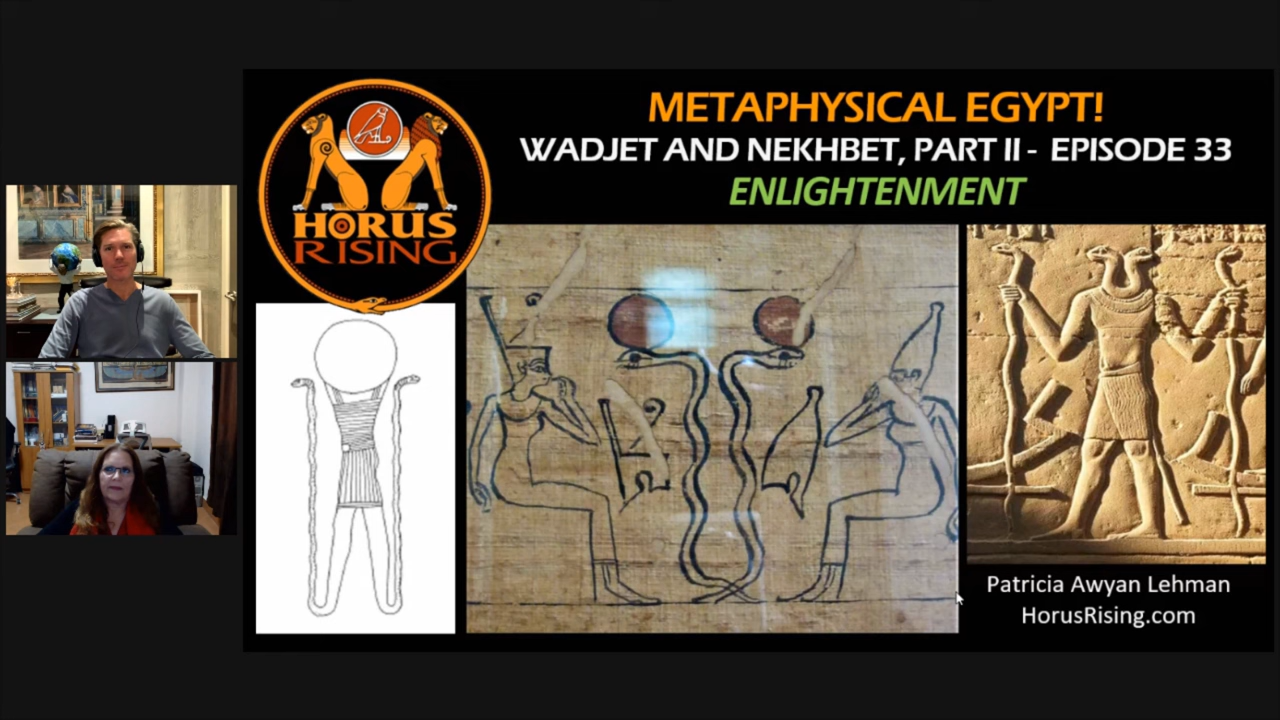 METAPHYSICAL EGYPT!
WADJET AND NEKHBET, PART II - EPISODE 33
ENLIGHTENMENT
HORUS
RISING
Patricia Awyan Lehman
HorusRising.com